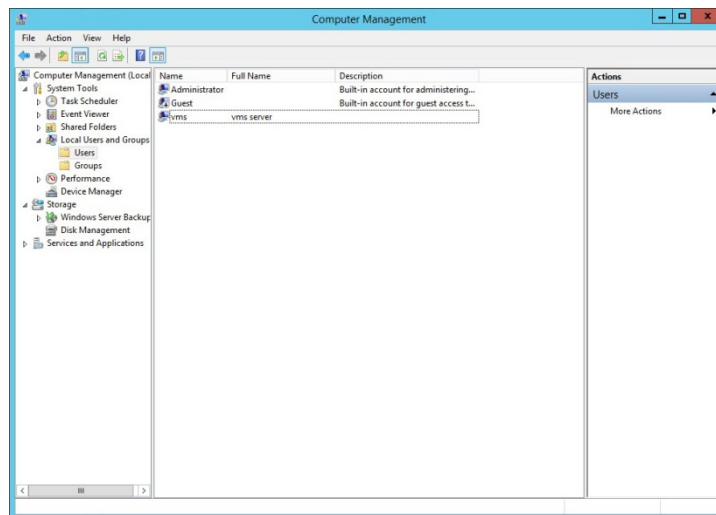 Computer Management
File Action View Help
Computer Management (Local
System Tools
Task Scheduler
Event Viewer
Shared Folders
Local Users and Groups
Users
Groups
Performance
Device Manager
Storage
Windows Server Backup
Disk Management
Services and Applications
Name Full Name Description
Administrator Built-in account for administering...
Guest Built-in account for guest access t...
vms vms server
Actions
Users
More Actions